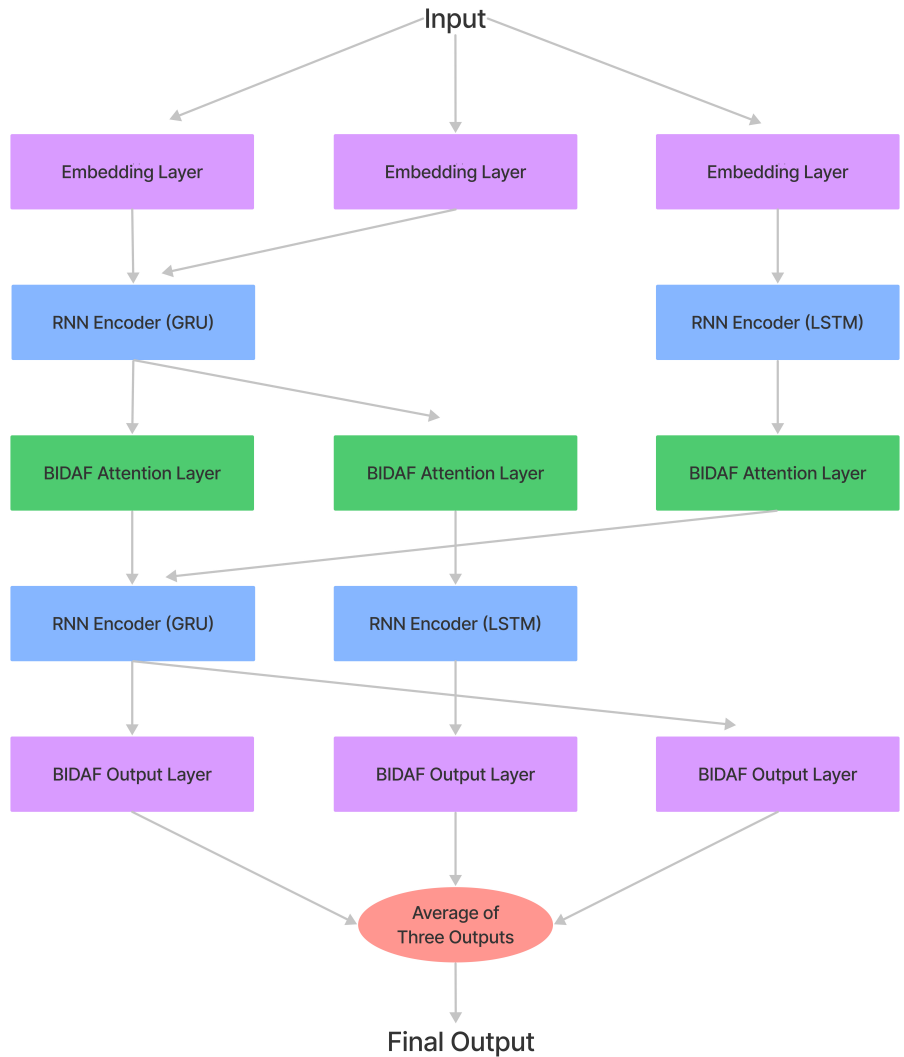 Input
Embedding Layer
Embedding Layer
Embedding Layer
RNN Encoder (GRU)
RNN Encoder (LSTM)
BIDAF Attention Layer
BIDAF Attention Layer
BIDAF Attention Layer
RNN Encoder (GRU)
RNN Encoder (LSTM)
BIDAF Output Layer
BIDAF Output Layer
BIDAF Output Layer
Average of
Three Outputs
Final Output